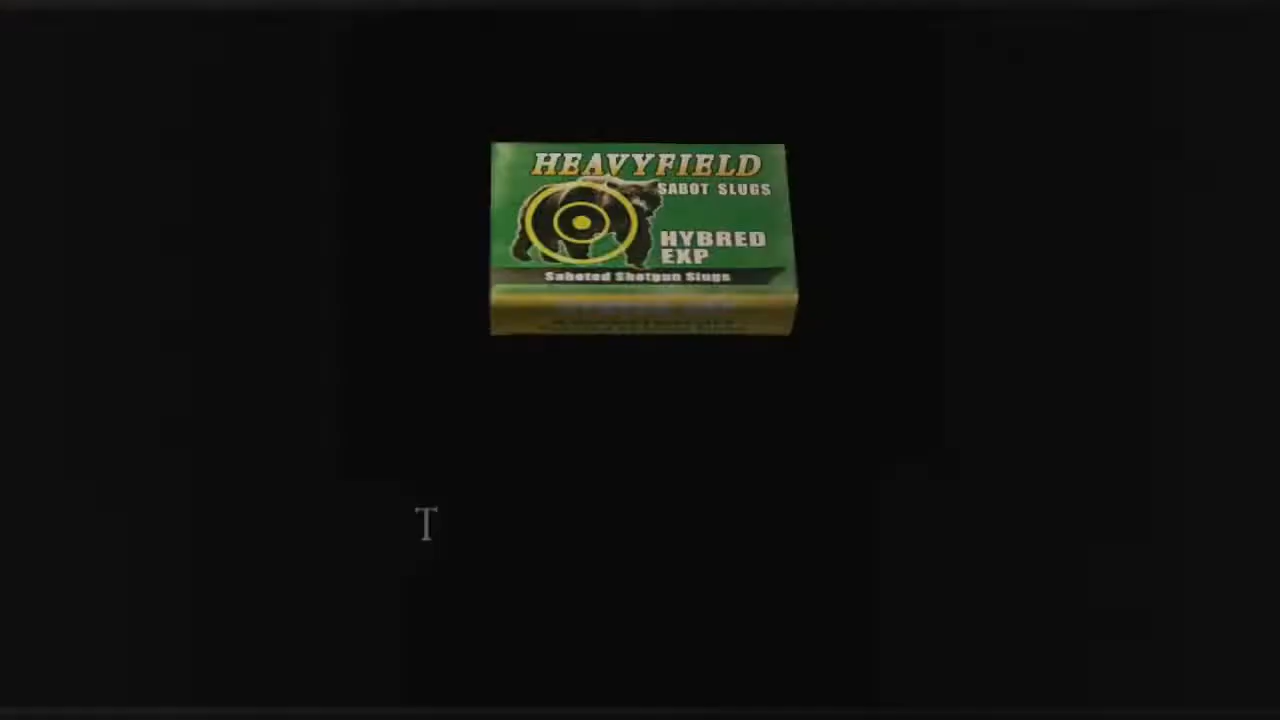 HEAVYFIELD
SABOT SLUGS
HYBRED
EXP
Saboted Shotgun Slugs
T